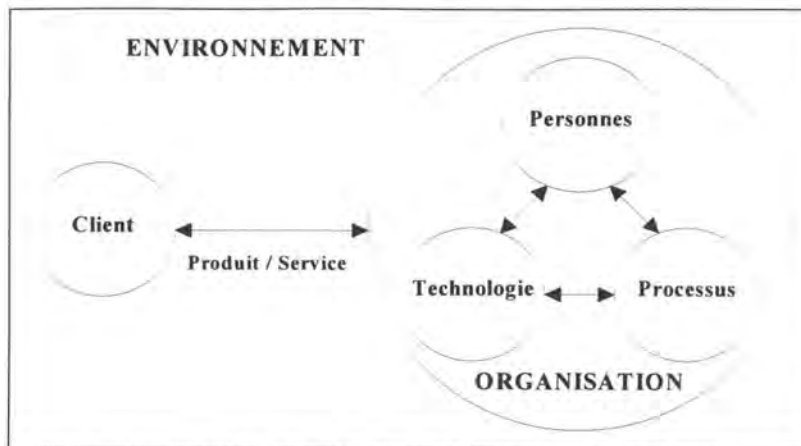 ENVIRONNEMENT
Personnes
Client
Produit / Service
Technologie
Processus
ORGANISATION